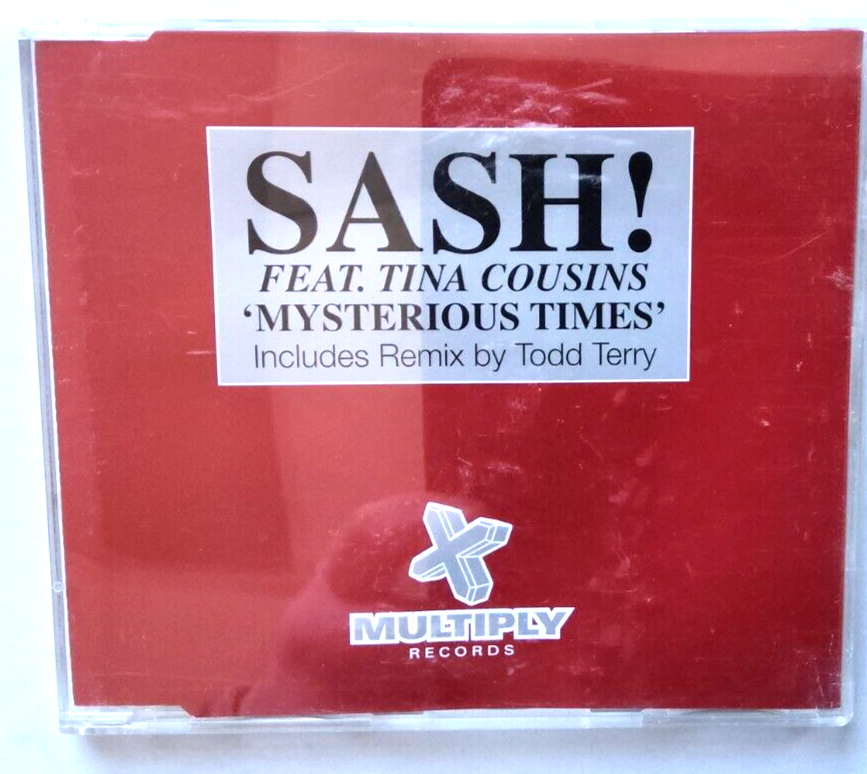 SASH!
FEAT. TINA COUSINS
‘MYSTERIOUS TIMES’
Includes Remix by Todd Terry
MULTIPLY
RECORDS